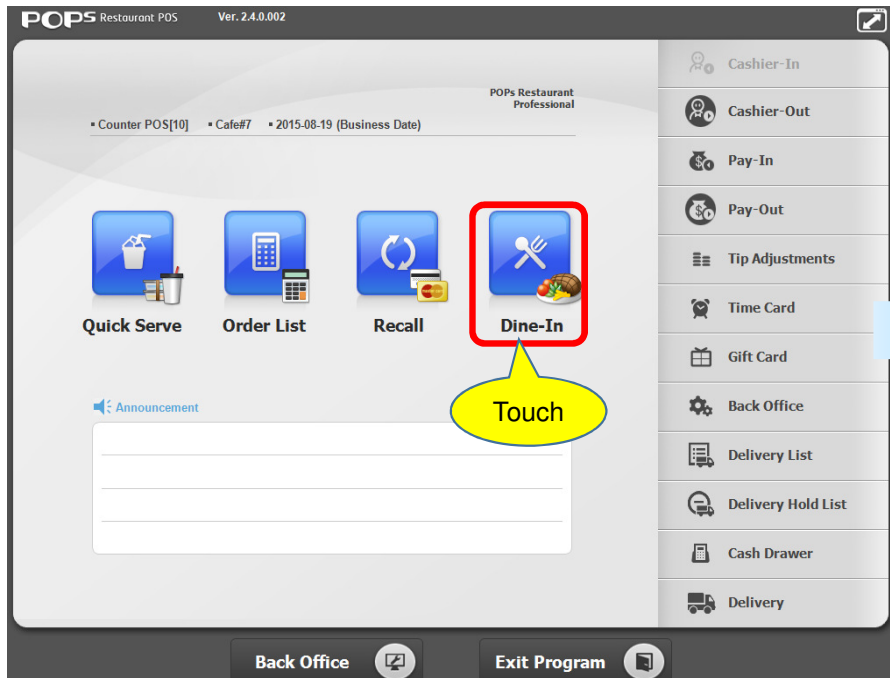 POPS Restaurant POS Ver. 2.4.0.002
POPs Restaurant
Professional
▪ Counter POS[10] ▪ Cafe#7 ▪ 2015-08-19 (Business Date)
Quick Serve
Order List
Recall
Dine-In
Touch
Announcement
Cashier-In
Cashier-Out
Pay-In
Pay-Out
Tip Adjustments
Time Card
Gift Card
Back Office
Delivery List
Delivery Hold List
Cash Drawer
Delivery
Back Office
Exit Program